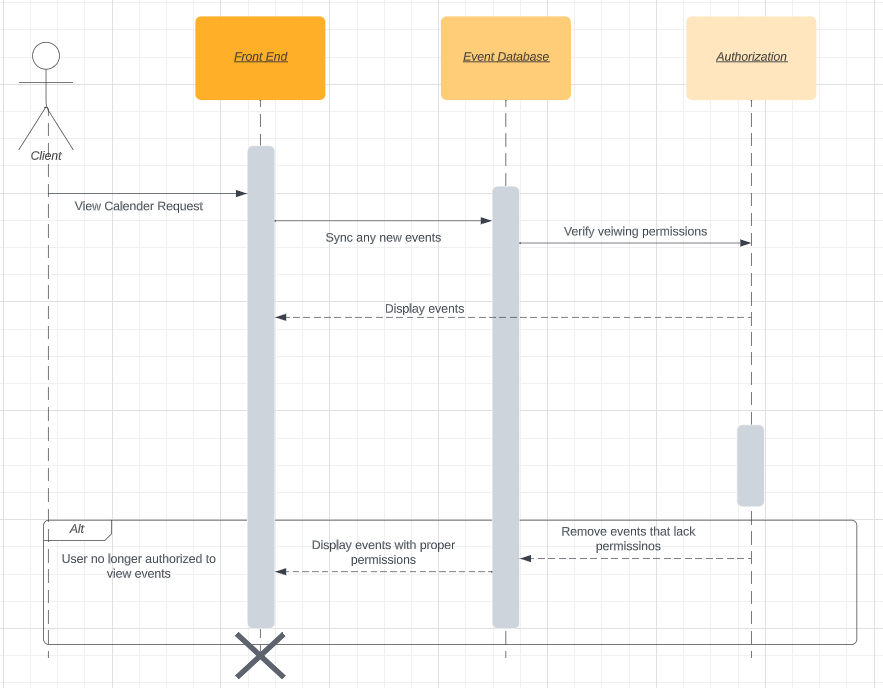 Front End
Event Database
Authorization
Client
View Calender Request
Sync any new events
Verify veiwing permissions
Display events
Alt
User no longer authorized to
view events
Display events with proper
permissions
Remove events that lack
permissinos